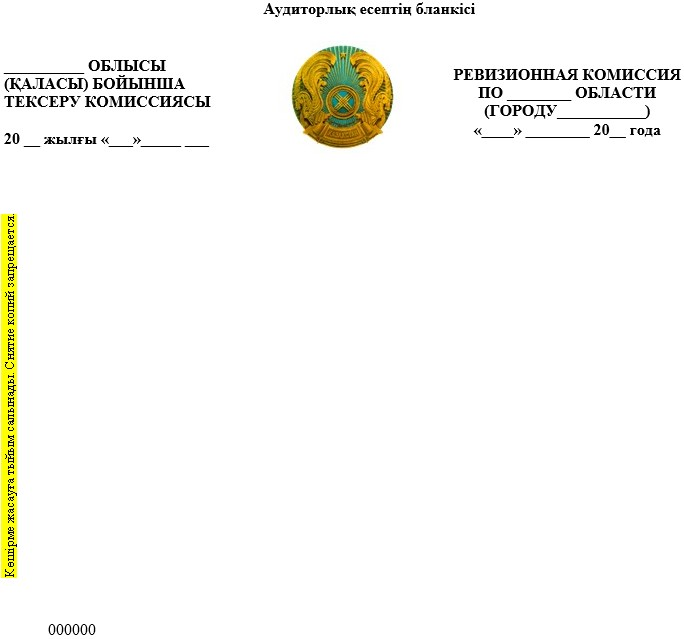 Аудиторлық есептің бланкісі
__________ ОБЛЫСЫ
(ҚАЛАСЫ) БОЙЫНША
ТЕКСЕРУ КОМИССИЯСЫ
20 __ жылғы «___»_____ ___
РЕВИЗИОННАЯ КОМИССИЯ
ПО ________ ОБЛАСТИ
(ГОРОДУ___________)
«____» ________ 20__ года
Көшірме жасауға тыйым салынады. Снятие копий запрещается.
000000